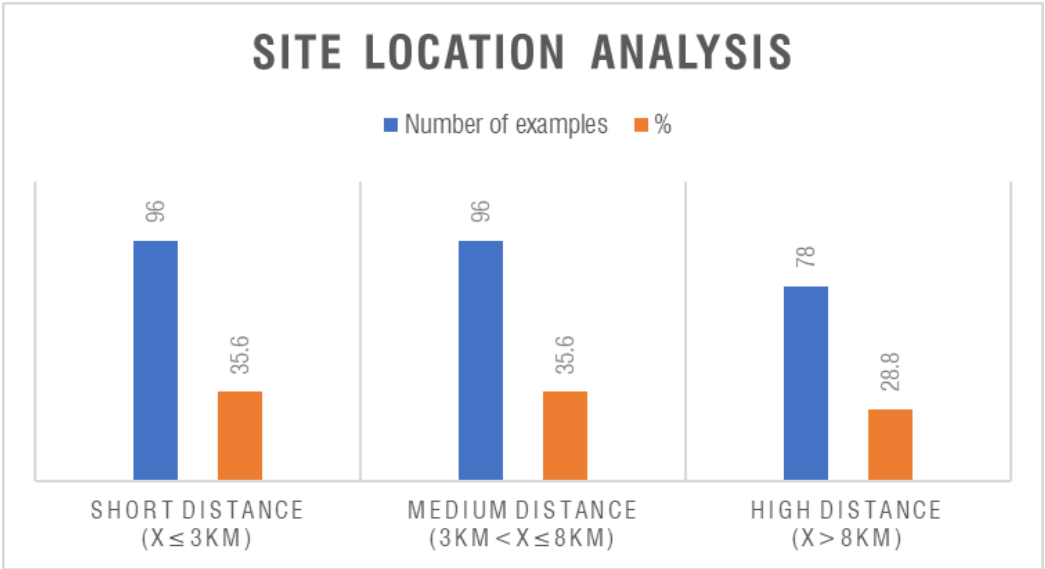 SITE LOCATION ANALYSIS
Number of examples %
96 35.6 96 35.6 78 28.8
SHORT DISTANCE
(X≤3KM)
MEDIUM DISTANCE
(3KM<X≤8KM)
HIGH DISTANCE
(X>8KM)